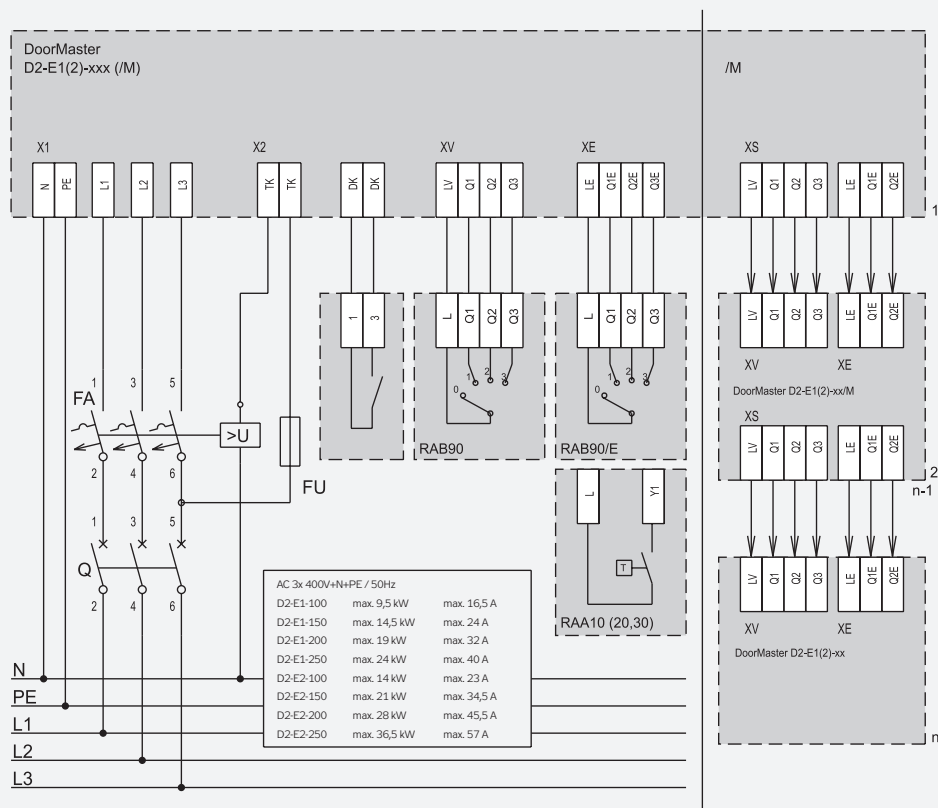 DoorMaster
D2-E1(2)-xxx (/M)
/M
X1
X2
XV
XE
XS
N PE L1 L2 L3 TK TK DK DK LV Q1 Q2 Q3 LE Q1E Q2E Q3E LV Q1 Q2 Q3 LE Q1E Q2E
1
1 3 L Q1 Q2 Q3 L Q1 Q2 Q3 LV Q1 Q2 Q3 LE Q1E Q2E
XV XE
0 1 2 3
0 1 2 3
DoorMaster D2-E1(2)-xx/M
1 3 5
FA
>U
2 4 6
RAB90
RAB90/E
XS
LV Q1 Q2 Q3 LE Q1E Q2E
2
n-1
FU
L Y1
1 3 5
Q
2 4 6
T
RAA10 (20,30)
LV Q1 Q2 Q3 LE Q1E Q2E
XV XE
DoorMaster D2-E1(2)-xx
n
AC 3x 400V+N+PE / 50Hz
D2-E1-100 max. 9,5 kW max. 16,5 A
D2-E1-150 max. 14,5 kW max. 24 A
D2-E1-200 max. 19 kW max. 32 A
D2-E1-250 max. 24 kW max. 40 A
D2-E2-100 max. 14 kW max. 23 A
D2-E2-150 max. 21 kW max. 34,5 A
D2-E2-200 max. 28 kW max. 45,5 A
D2-E2-250 max. 36,5 kW max. 57 A
N
PE
L1
L2
L3